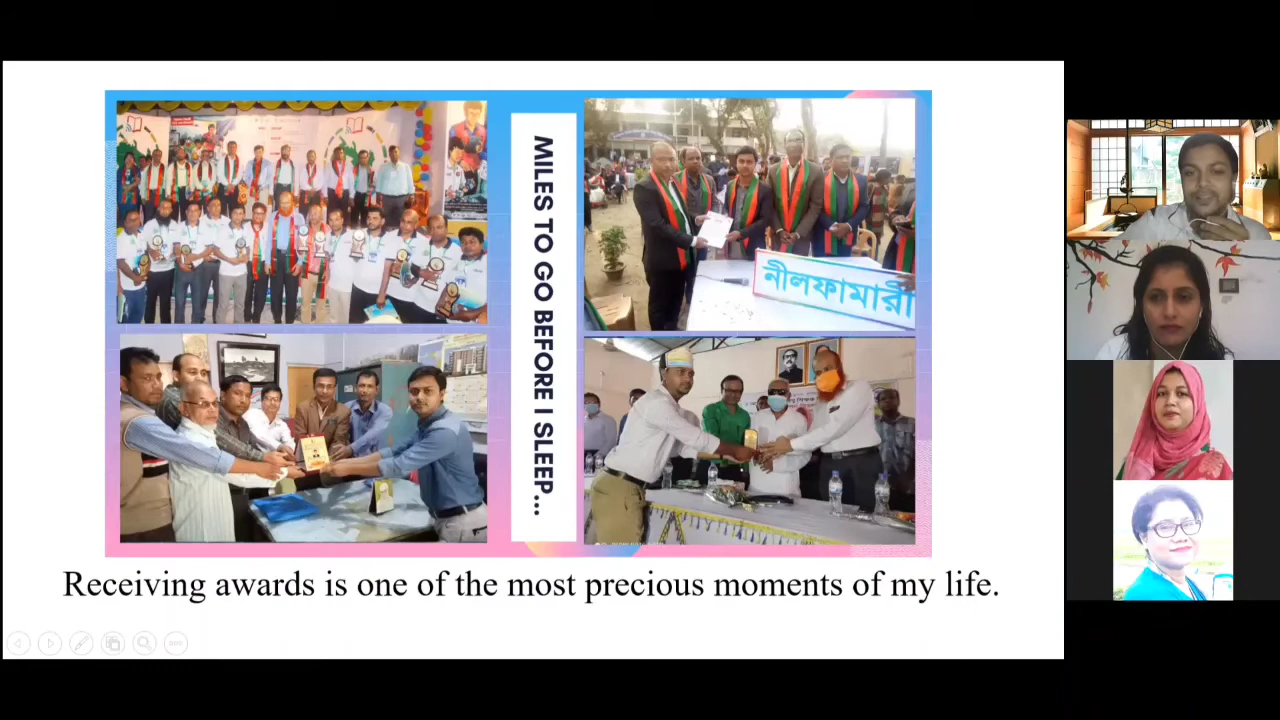 MILES TO GO BEFORE I SLEEP...
নীলফামারী
Receiving awards is one of the most precious moments of my life.